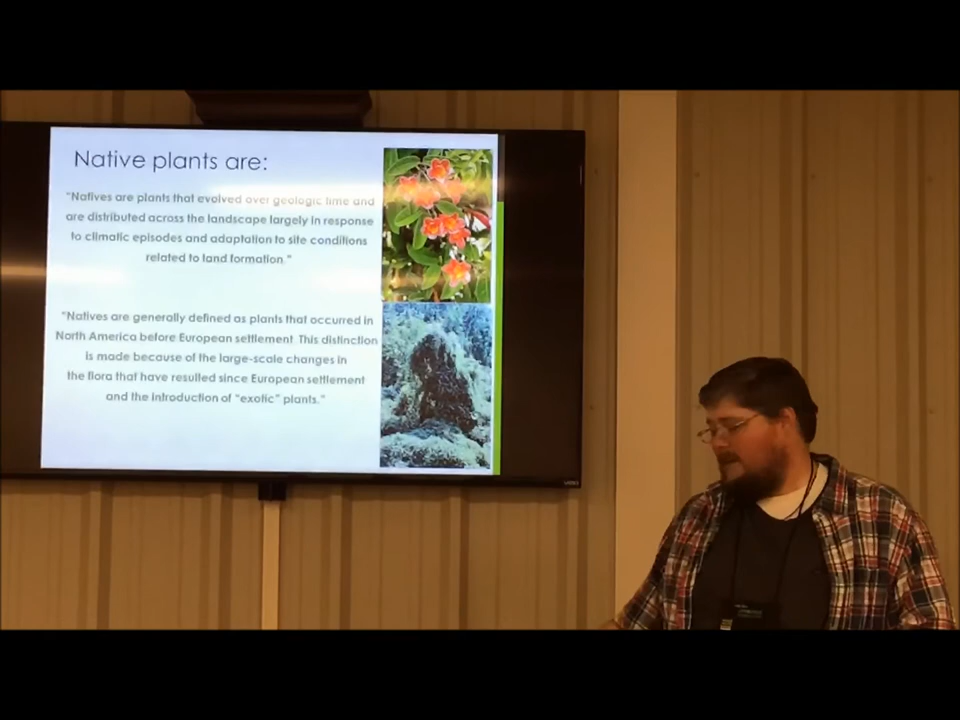 Native plants are:
"Natives are plants that evolved over geologic time and
are distributed across the landscape largely in response
to climatic episodes and adaptation to site conditions
related to land formation."
"Natives are generally defined as plants that occurred in
North America before European settlement. This distinction
is made because of the large-scale changes in
the flora that have resulted since European settlement
and the introduction of "exotic" plants."
VIZIO